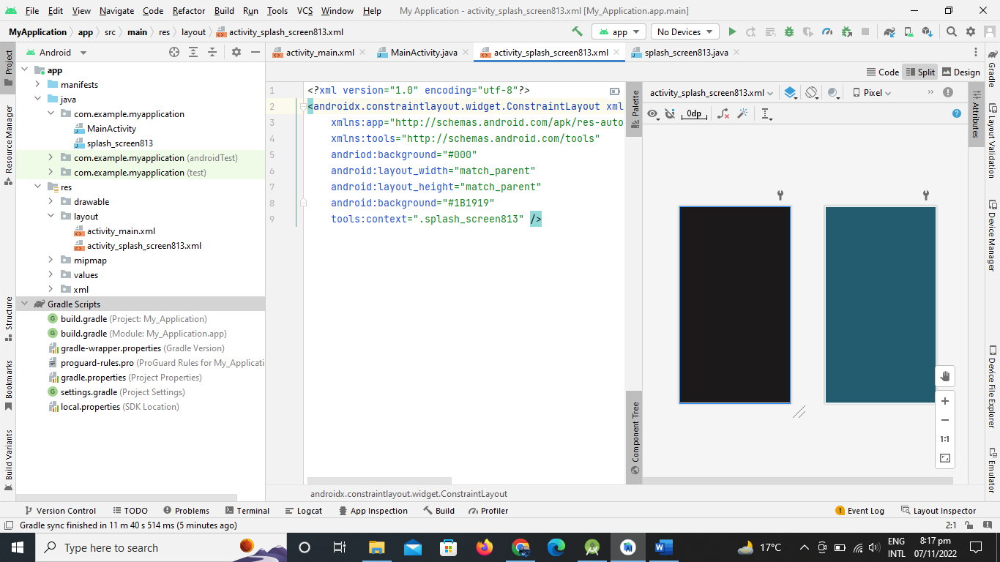 File Edit View Navigate Code Refactor Build Run Tools VCS Window Help My Application - activity_splash_screen813.xml [My_Application.app.main]
MyApplication app src main res layout activity_splash_screen813.xml app No Devices
Project Android activity_main.xml MainActivity.java activity_splash_screen813.xml splash_screen813.java Gradle
Code Split Design
app
manifests
java
com.example.myapplication
MainActivity
splash_screen813
com.example.myapplication (androidTest)
com.example.myapplication (test)
res
drawable
layout
activity_main.xml
activity_splash_screen813.xml
mipmap
values
xml
Gradle Scripts
build.gradle (Project: My_Application)
build.gradle (Module: My_Application.app)
gradle-wrapper.properties (Gradle Version)
proguard-rules.pro (ProGuard Rules for My_Applicati
gradle.properties (Project Properties)
settings.gradle (Project Settings)
local.properties (SDK Location)
Resource Manager
Structure
Bookmarks
Build Variants
1 <?xml version="1.0" encoding="utf-8"?>
2 <androidx.constraintlayout.widget.ConstraintLayout xml
3 xmlns:app="http://schemas.android.com/apk/res-auto
4 xmlns:tools="http://schemas.android.com/tools"
5 andriod:background="#000"
6 android:layout_width="match_parent"
7 android:layout_height="match_parent"
8 android:background="#1B1919"
9 tools:context=".splash_screen813" />
androidx.constraintlayout.widget.ConstraintLayout
Palette
Component Tree
activity_splash_screen813.xml Pixel
0dp
1:1
Attributes
Layout Validation
Device Manager
Device File Explorer
Emulator
Version Control TODO Problems Terminal Logcat App Inspection Build Profiler 1 Event Log Layout Inspector
Gradle sync finished in 11 m 40 s 514 ms (5 minutes ago) 2:1
Type here to search 17°C ENG INTL 8:17 pm 07/11/2022